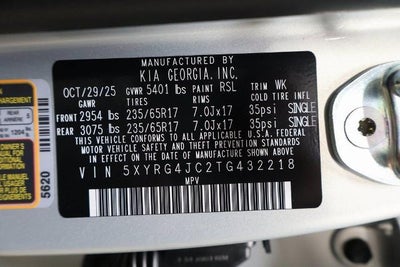 MANUFACTURED BY
KIA GEORGIA, INC.
OCT/29/25 GVWR 5401 lbs PAINT RSL TRIM WK
GAWR TIRES RIMS COLD TIRE INFL
FRONT 2954 lbs 235/65R17 7.0Jx17 35psi SINGLE
REAR 3075 lbs 235/65R17 7.0Jx17 35psi SINGLE
THIS VEHICLE CONFORMS TO ALL APPLICABLE U.S.A. FEDERAL
MOTOR VEHICLE SAFETY AND THEFT PREVENTION STANDARDS
IN EFFECT ON THE DATE OF MANUFACTURE SHOWN ABOVE.
VIN 5XYRG4JC2TG432218
MPV
5620